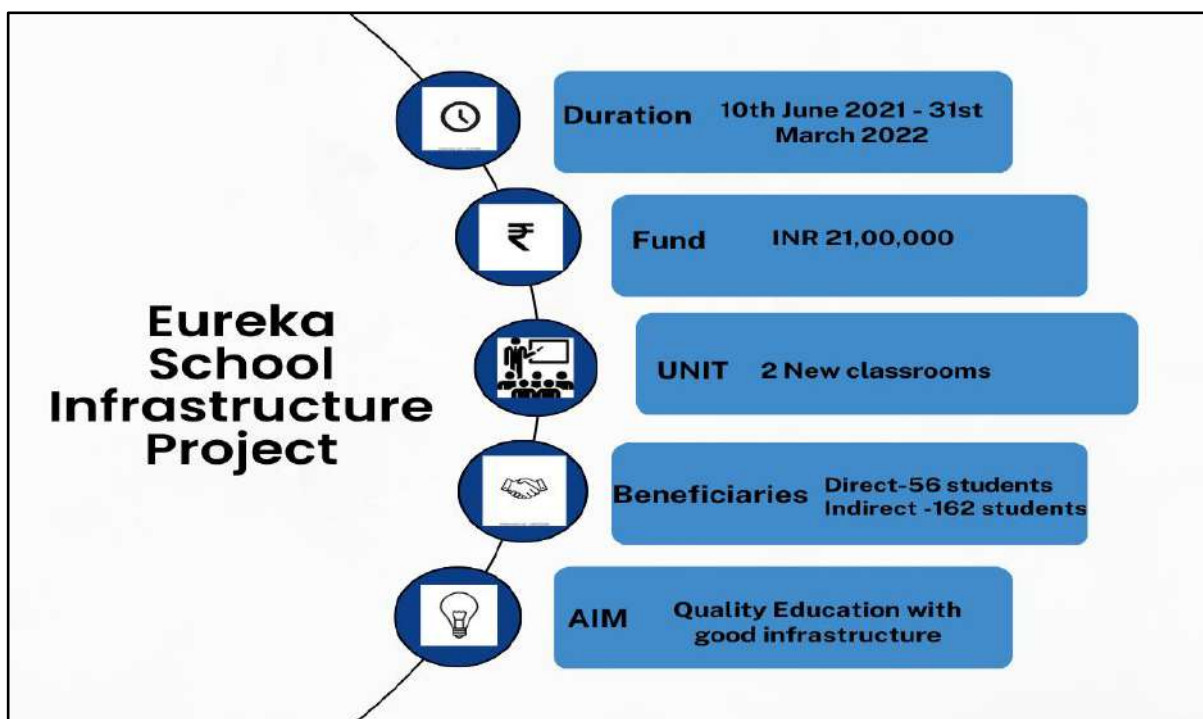 Eureka
School
Infrastructure
Project
Duration 10th June 2021 - 31st
March 2022
₹
Fund INR 21,00,000
UNIT 2 New classrooms
Beneficiaries Direct-56 students
Indirect -162 students
AIM Quality Education with
good infrastructure